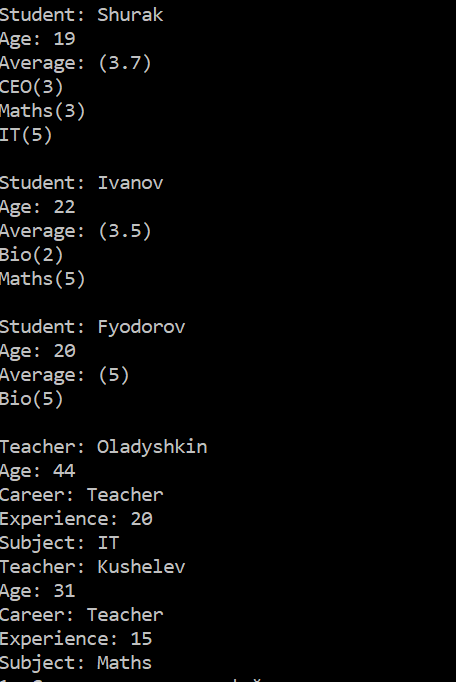 Student: Shurak
Age: 19
Average: (3.7)
CEO(3)
Maths(3)
IT(5)
Student: Ivanov
Age: 22
Average: (3.5)
Bio(2)
Maths(5)
Student: Fyodorov
Age: 20
Average: (5)
Bio(5)
Teacher: Oladyshkin
Age: 44
Career: Teacher
Experience: 20
Subject: IT
Teacher: Kushelev
Age: 31
Career: Teacher
Experience: 15
Subject: Maths